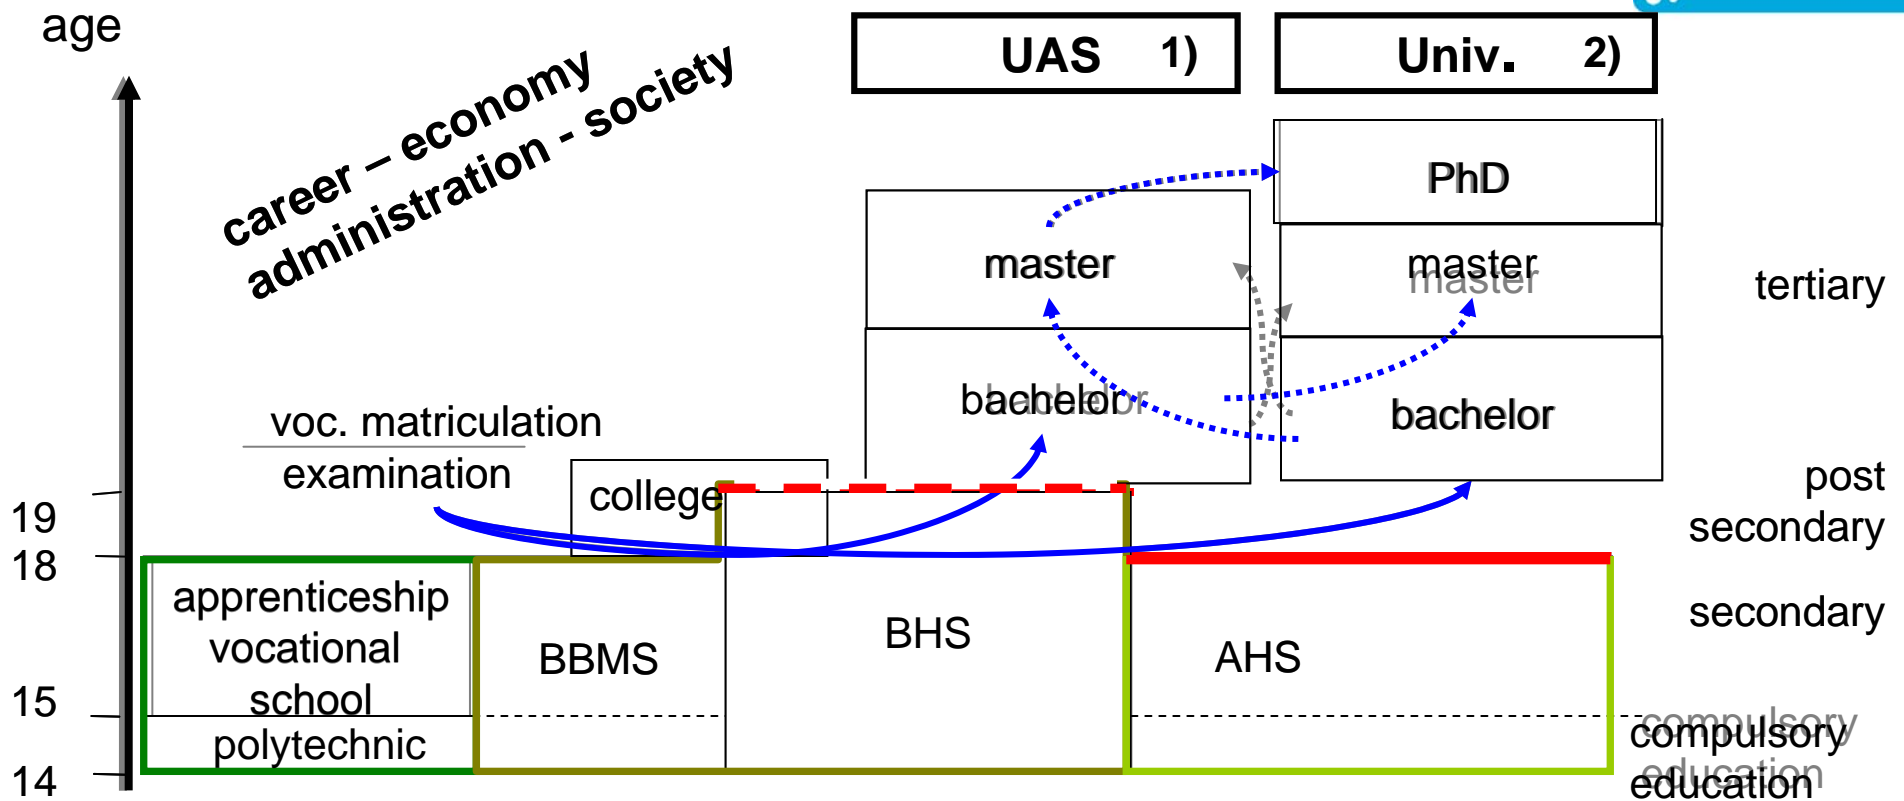 age
UAS 1)
Univ. 2)
career – economy
administration - society
PhD
master
master
tertiary
bachelor
bachelor
voc. matriculation
examination
college
post
secondary
19
18
apprenticeship
vocational
school
BBMS
BHS
AHS
secondary
15
polytechnic
compulsory
education
14